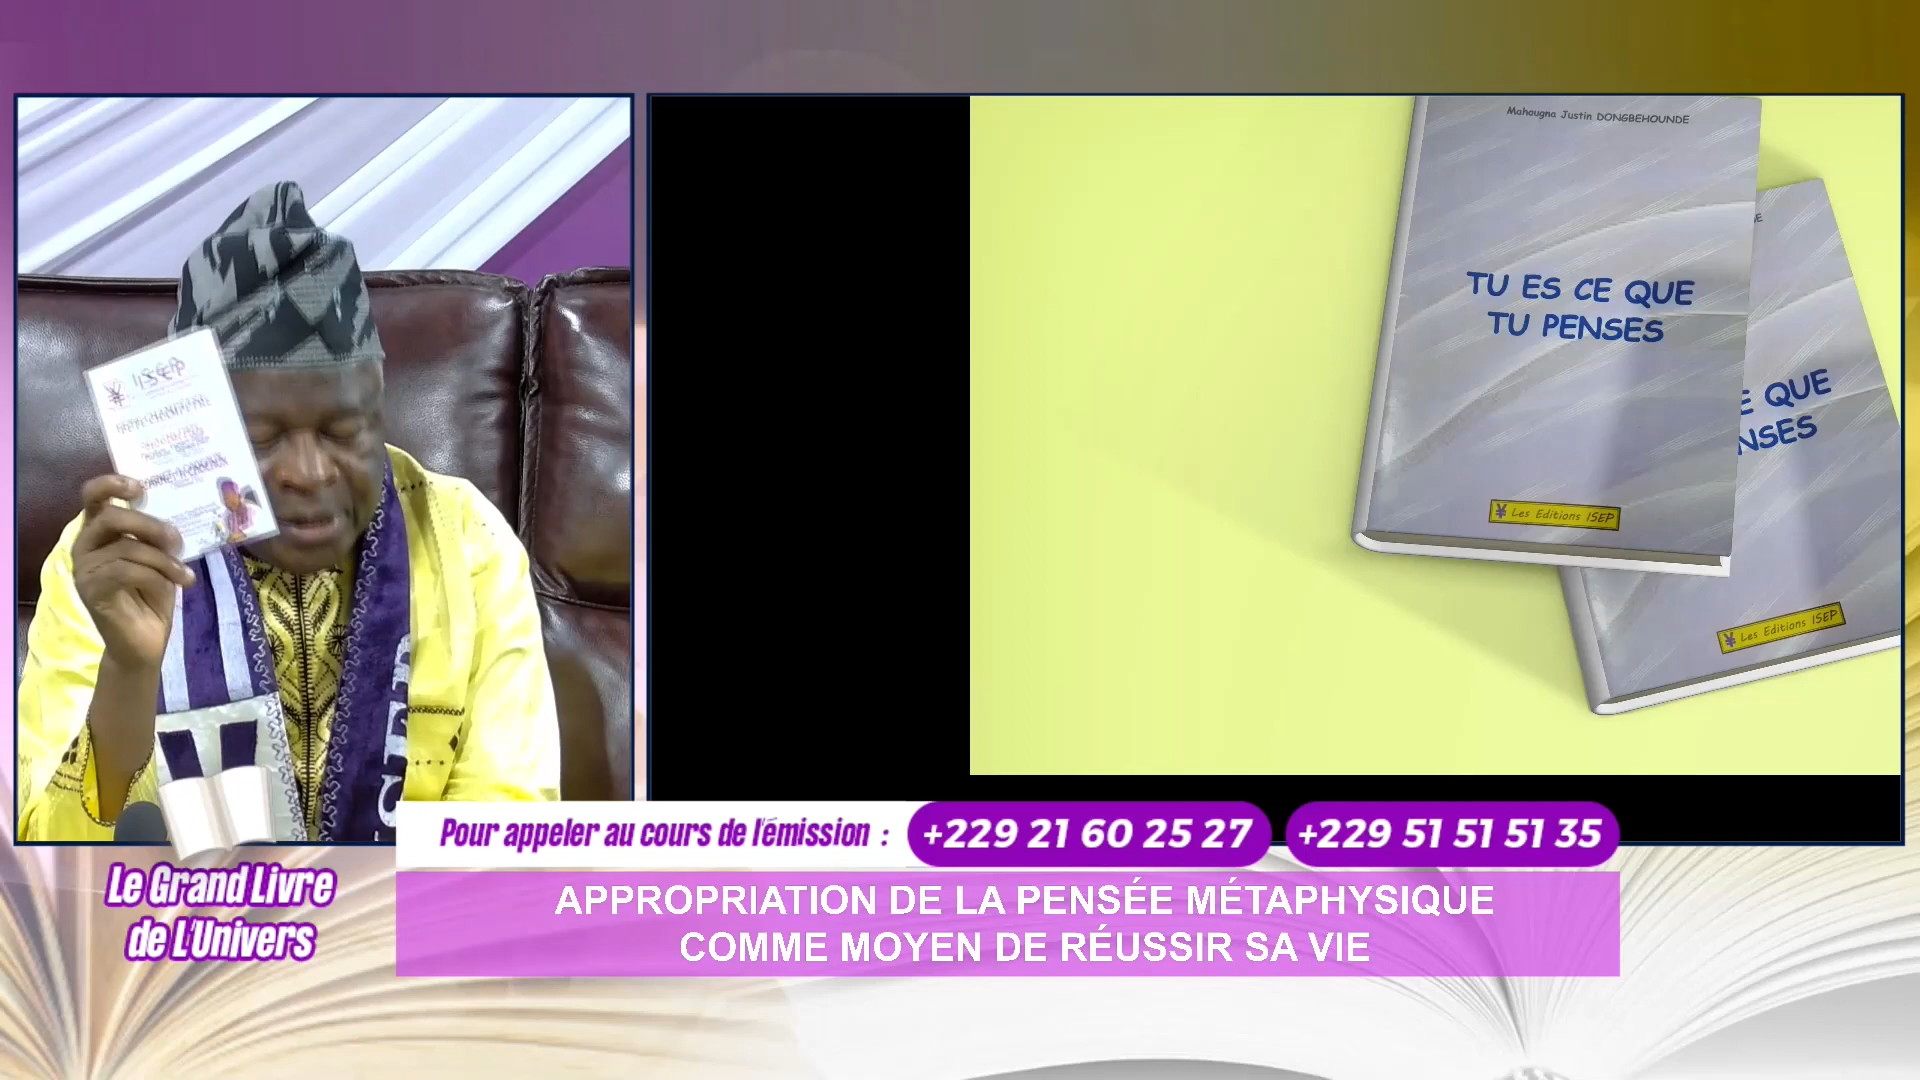 ISEP
Mahougna Justin DONGBEHOUNDE
TU ES CE QUE
TU PENSES
Les Editions ISEP
E QUE
NSES
Les Editions ISEP
Pour appeler au cours de l'émission :
+229 21 60 25 27
+229 51 51 51 35
Le Grand Livre
de L'Univers
APPROPRIATION DE LA PENSÉE MÉTAPHYSIQUE
COMME MOYEN DE RÉUSSIR SA VIE